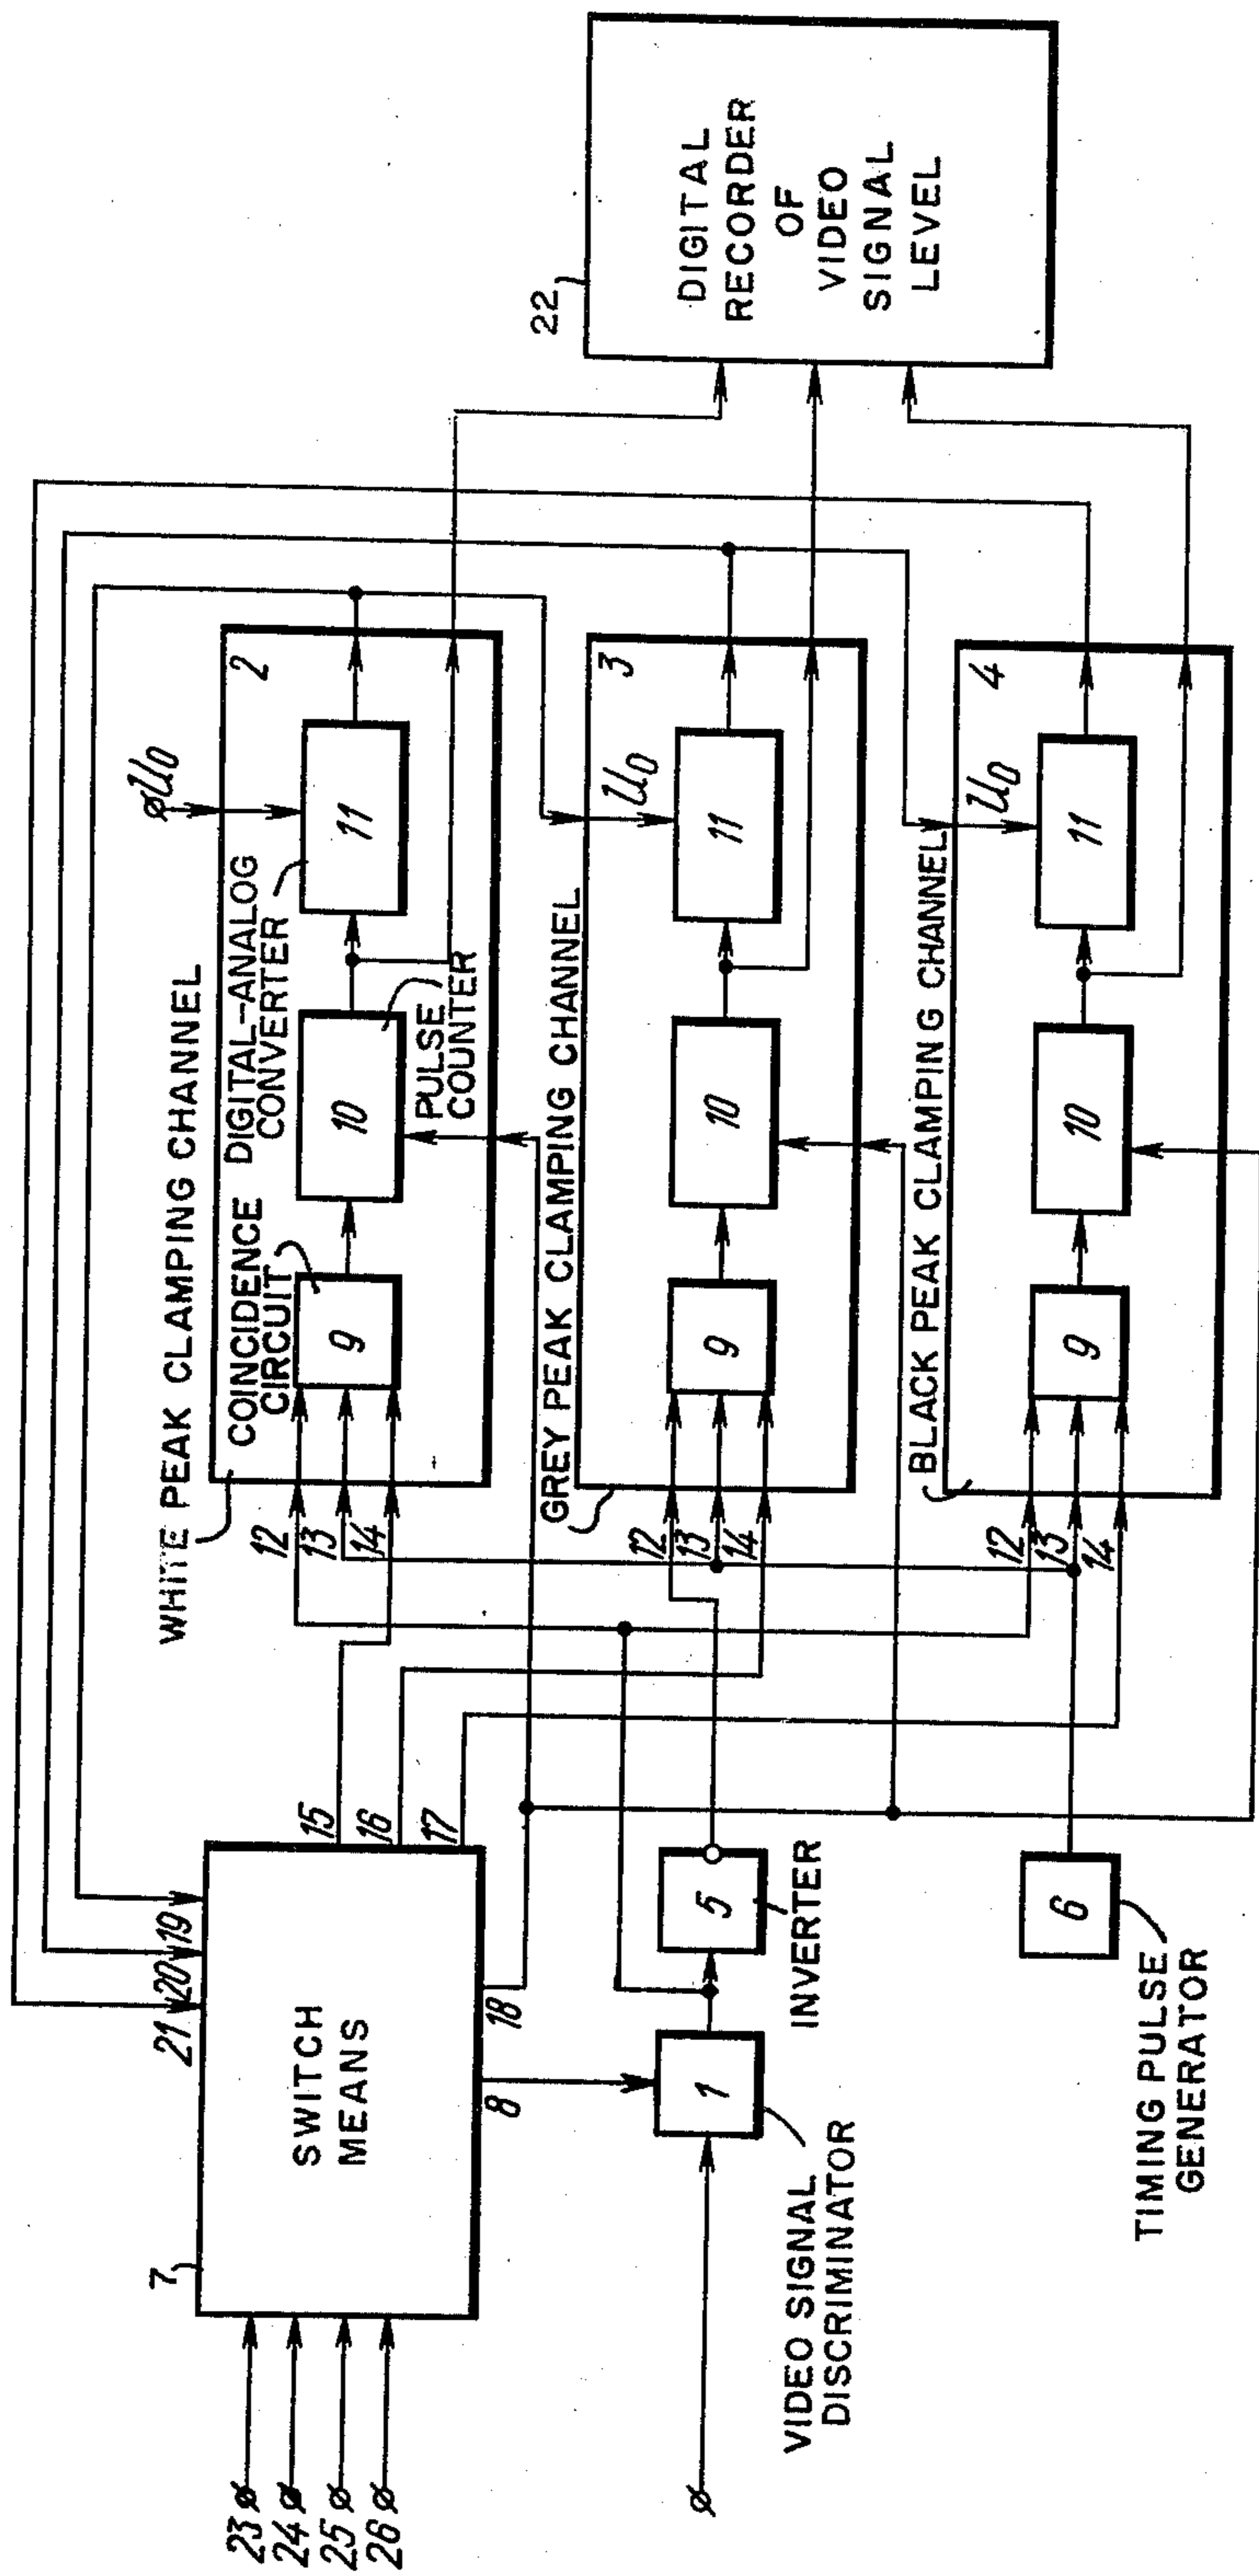 23
24
25
26
7
SWITCH
MEANS
21
20
19
15
16
17
18
8
1
VIDEO SIGNAL
DISCRIMINATOR
5
INVERTER
6
TIMING PULSE
GENERATOR
WHITE PEAK CLAMPING CHANNEL
12
13
14
COINCIDENCE
CIRCUIT
9
10
PULSE
COUNTER
DIGITAL-ANALOG
CONVERTER
11
U0
2
GREY PEAK CLAMPING CHANNEL
12
13
14
9
10
11
U0
3
BLACK PEAK CLAMPING CHANNEL
12
13
14
9
10
11
U0
4
22
DIGITAL
RECORDER
OF
VIDEO
SIGNAL
LEVEL